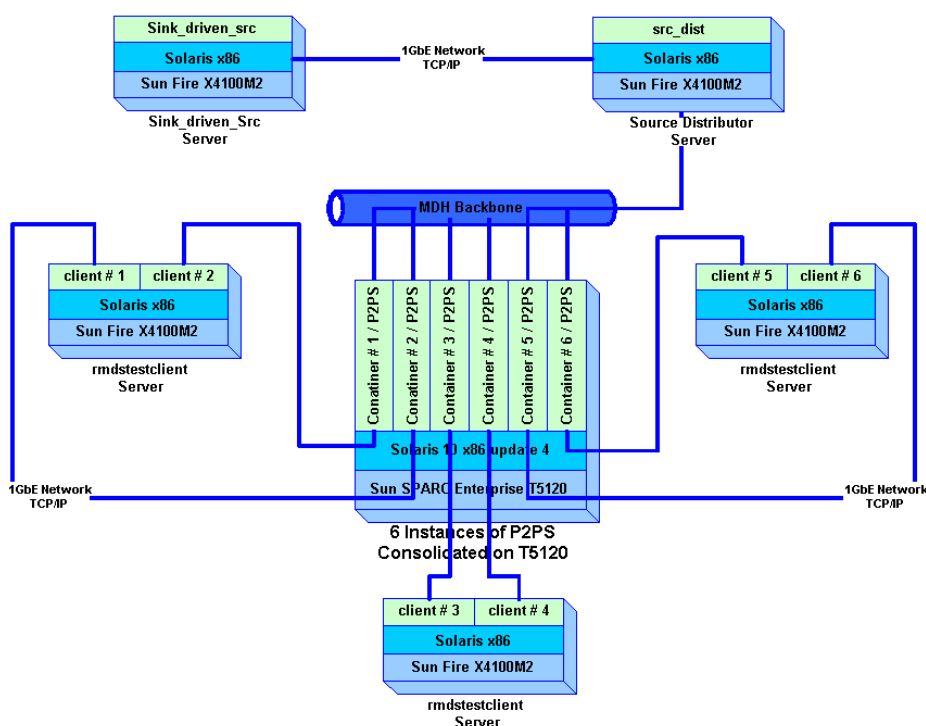 Sink_driven_src
Solaris x86
Sun Fire X4100M2
Sink_driven_Src
Server
1GbE Network
TCP/IP
src_dist
Solaris x86
Sun Fire X4100M2
Source Distributor
Server
MDH Backbone
client # 1
client # 2
Solaris x86
Sun Fire X4100M2
rmdstestclient
Server
Conatiner # 1 / P2PS
Conatiner # 2 / P2PS
Container # 3 / P2PS
Container # 4 / P2PS
Container # 5 / P2PS
Container # 6 / P2PS
Solaris 10 x86 update 4
Sun SPARC Enterprise T5120
6 Instances of P2PS
Consolidated on T5120
client # 5
client # 6
Solaris x86
Sun Fire X4100M2
rmdstestclient
Server
1GbE Network
TCP/IP
1GbE Network
TCP/IP
client # 3
client # 4
Solaris x86
Sun Fire X4100M2
rmdstestclient
Server